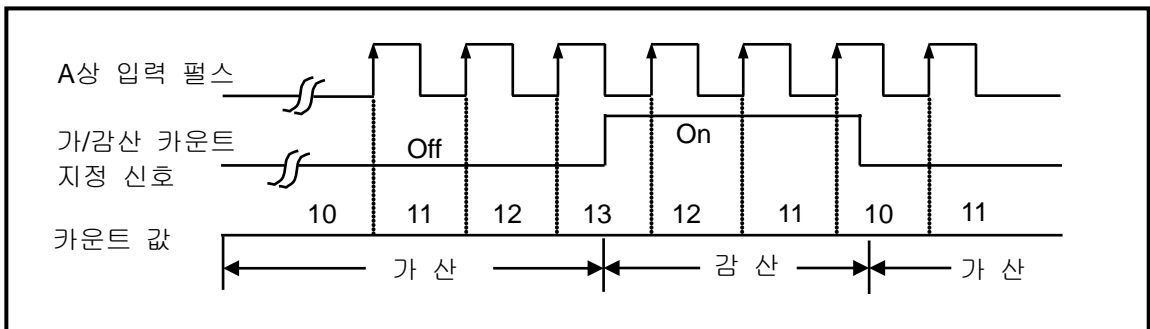 A상 입력 펄스
가/감산 카운트
지정 신호
Off
On
카운트 값
10 11 12 13 12 11 10 11
가 산 감 산 가 산